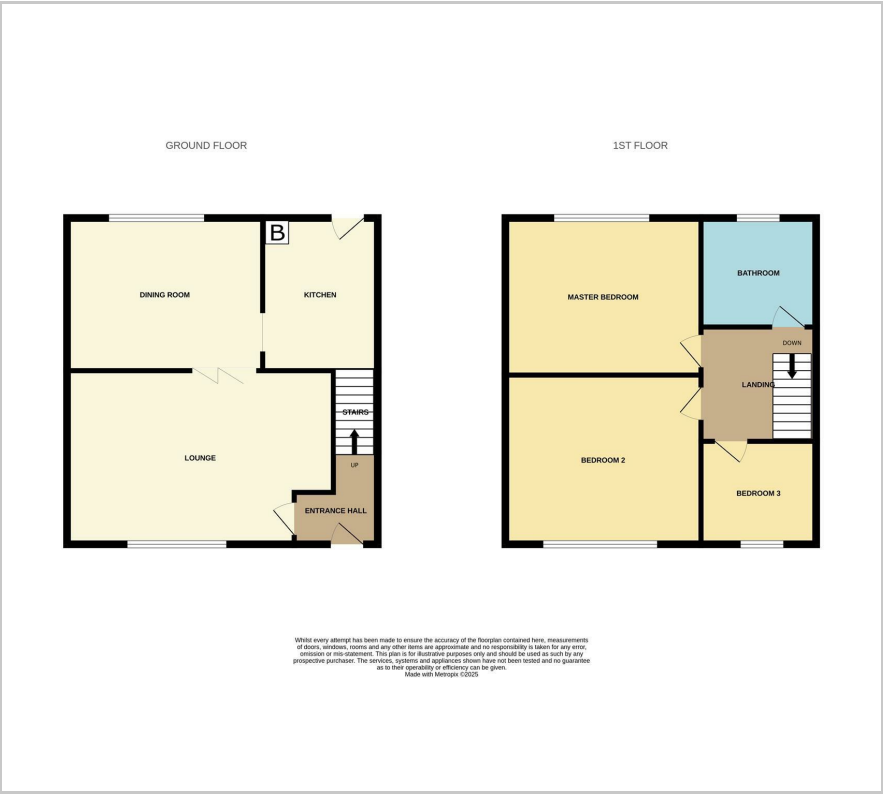 GROUND FLOOR
B
DINING ROOM
KITCHEN
STAIRS
LOUNGE
UP
ENTRANCE HALL
1ST FLOOR
BATHROOM
MASTER BEDROOM
DOWN
LANDING
BEDROOM 2
BEDROOM 3
Whilst every attempt has been made to ensure the accuracy of the floorplan contained here, measurements
of doors, windows, rooms and any other items are approximate and no responsibility is taken for any error,
omission or mis-statement. This plan is for illustrative purposes only and should be used as such by any
prospective purchaser. The services, systems and appliances shown have not been tested and no guarantee
as to their operability or efficiency can be given.
Made with Metropix ©2025